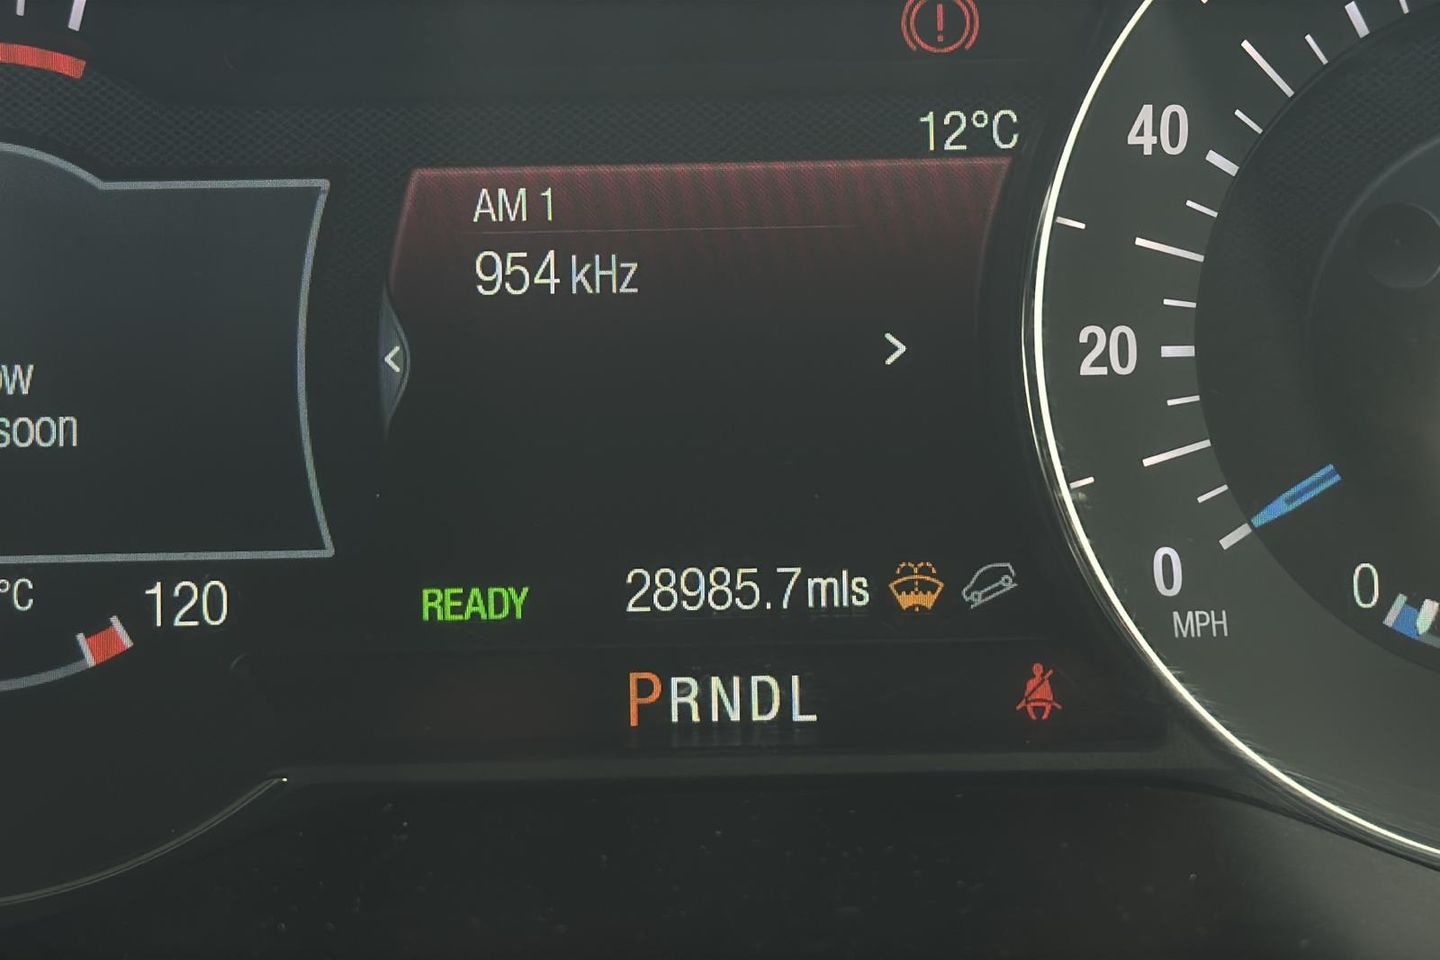 12°C
AM 1
954 kHz
soon
°C
120
READY
28985.7mls
PRNDL
40
20
0
MPH
0